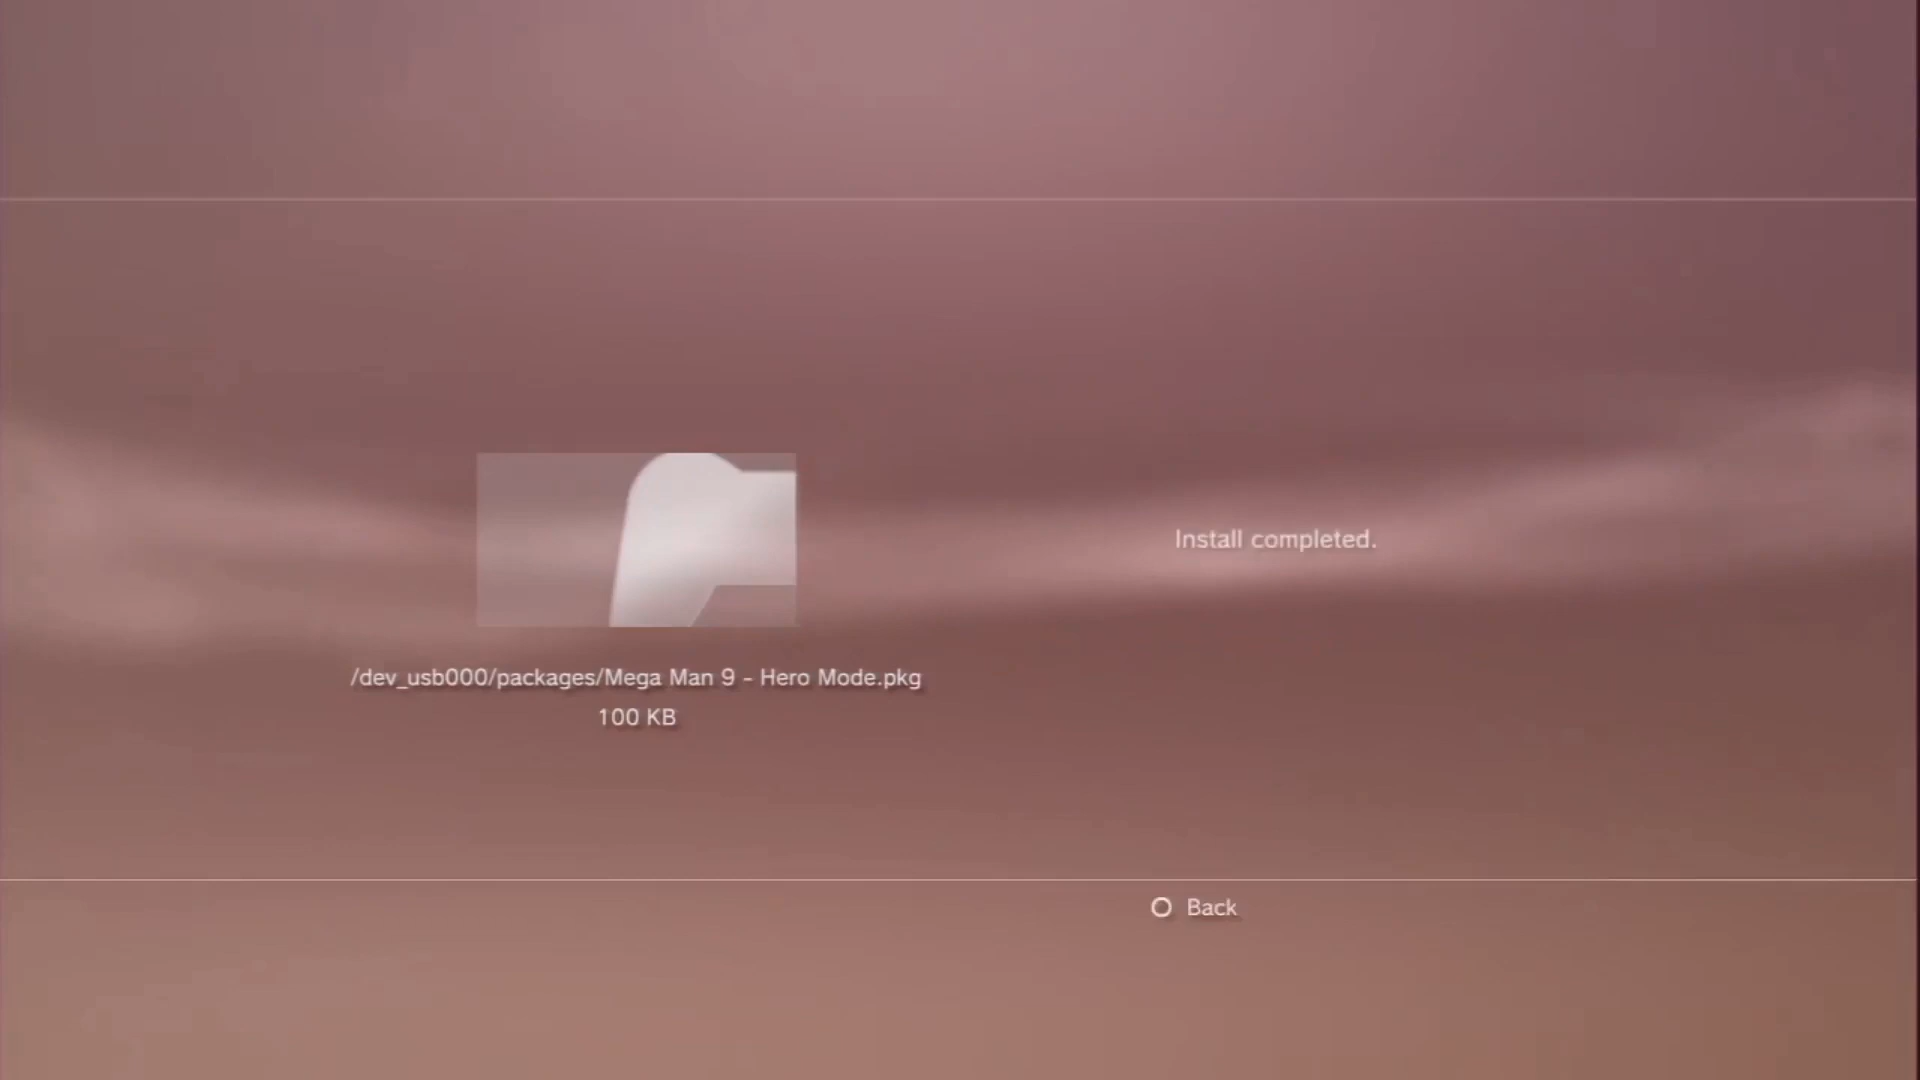 Install completed.
/dev_usb000/packages/Mega Man 9 - Hero Mode.pkg
100 KB
Back